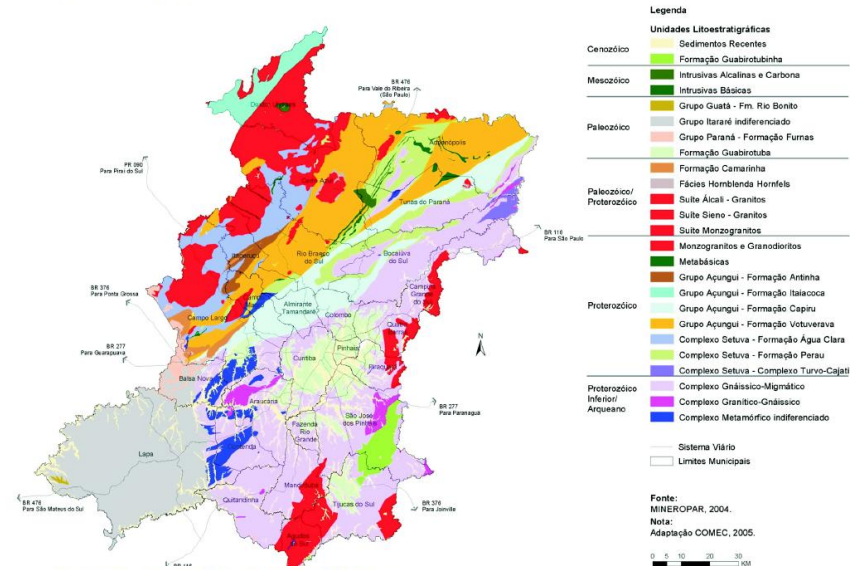 Legenda
Unidades Litoestratigráficas
Cenozóico
Sedimentos Recentes
Formação Guabirotubinha
Mesozóico
Intrusivas Alcalinas e Carbona
Intrusivas Básicas
Paleozóico
Grupo Guatá - Fm. Rio Bonito
Grupo Itararé indiferenciado
Grupo Paraná - Formação Furnas
Formação Guabirotuba
Paleozóico/
Proterozóico
Formação Camarinha
Fácies Hornblenda Hornfels
Suíte Álcali - Granitos
Suíte Sieno - Granitos
Suíte Monzogranitos
Proterozóico
Monzogranitos e Granodioritos
Metabásicas
Grupo Açungui - Formação Antinha
Grupo Açungui - Formação Itaiacoca
Grupo Açungui - Formação Capiru
Grupo Açungui - Formação Votuverava
Complexo Setuva - Formação Água Clara
Complexo Setuva - Formação Perau
Complexo Setuva - Complexo Turvo-Cajati
Proterozóico
Inferior/
Arqueano
Complexo Gnáissico-Migmático
Complexo Granítico-Gnáissico
Complexo Metamórfico indiferenciado
Sistema Viário
Limites Municipais
Fonte:
MINEROPAR, 2004.
Nota:
Adaptação COMEC, 2005.
0 5 10 20 30
KM
N
BR 476
Para Vale do Ribeira
(São Paulo)
PR 090
Para Piraí do Sul
Adrianópolis
Tunas do Paraná
BR 116
Para São Paulo
Itaperuçu
Rio Branco
do Sul
Bocaiúva
do Sul
BR 376
Para Ponta Grossa
Campo Largo
Almirante
Tamandaré
Colombo
BR 277
Para Guarapuava
Curitiba
Pinhais
Balsa Nova
Araucária
São José
dos Pinhais
BR 277
Para Paranaguá
Fazenda
Rio
Grande
Lapa
Quitandinha
Tijucas do Sul
BR 376
Para Joinville
BR 476
Para São Mateus do Sul